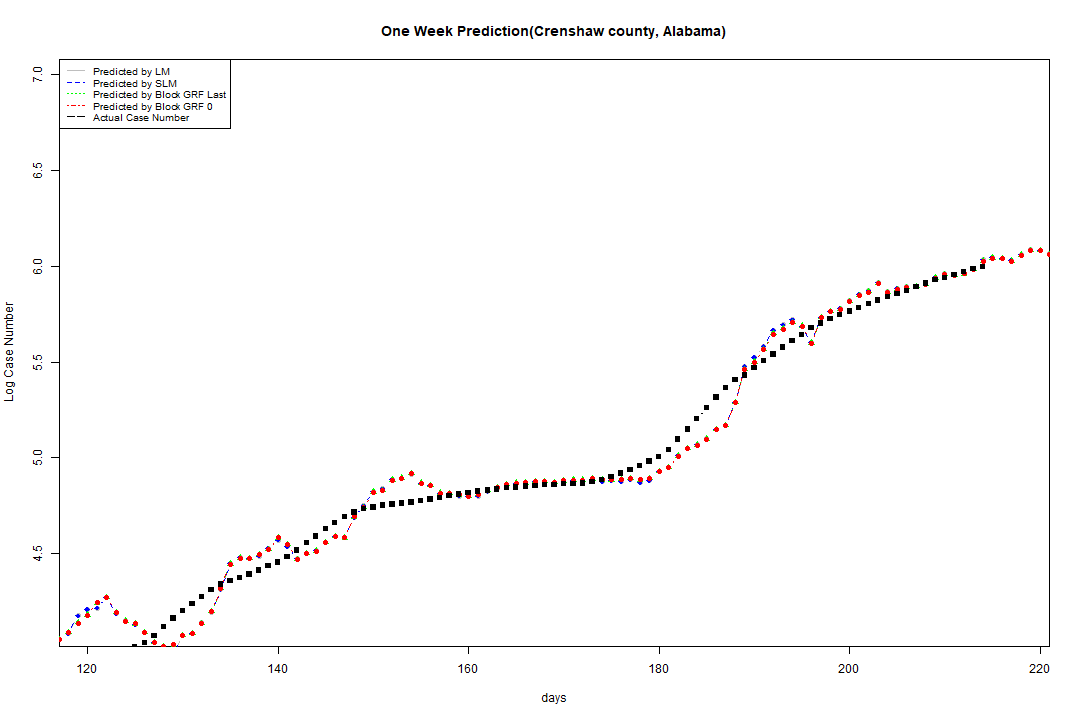 One Week Prediction(Crenshaw county, Alabama)
Predicted by LM
Predicted by SLM
Predicted by Block GRF Last
Predicted by Block GRF 0
Actual Case Number
7.0
6.5
6.0
5.5
5.0
4.5
Log Case Number
120 140 160 180 200 220
days